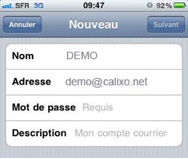 SFR 3G 09:47 92%
Annuler Nouveau Suivant
Nom DEMO
Adresse demo@calixo.net
Mot de passe Requis
Description Mon compte courrier